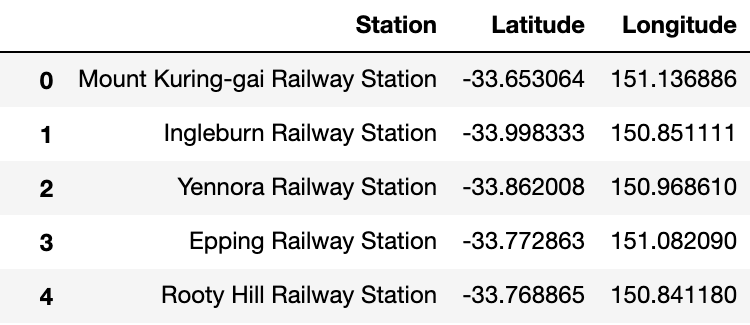 Station Latitude Longitude
0 Mount Kuring-gai Railway Station -33.653064 151.136886
1 Ingleburn Railway Station -33.998333 150.851111
2 Yennora Railway Station -33.862008 150.968610
3 Epping Railway Station -33.772863 151.082090
4 Rooty Hill Railway Station -33.768865 150.841180